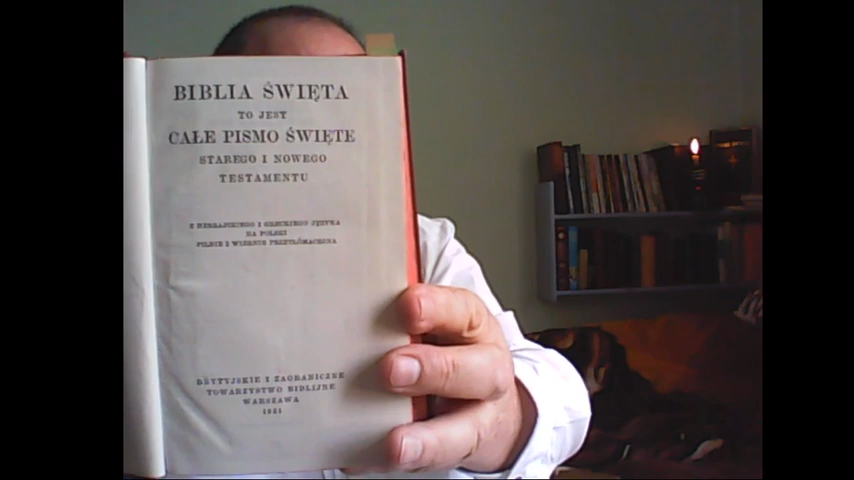 BIBLIA ŚWIĘTA
TO JEST
CAŁE PISMO ŚWIĘTE
STAREGO I NOWEGO
TESTAMENTU
Z HEBRAJSKIEGO I GRECKIEGO JĘZYKA
NA POLSKI
PILNIE I WIERNIE PRZETŁÓMACZONA
BRYTYJSKIE I ZAGRANICZNE
TOWARZYSTWO BIBLIJNE
WARSZAWA